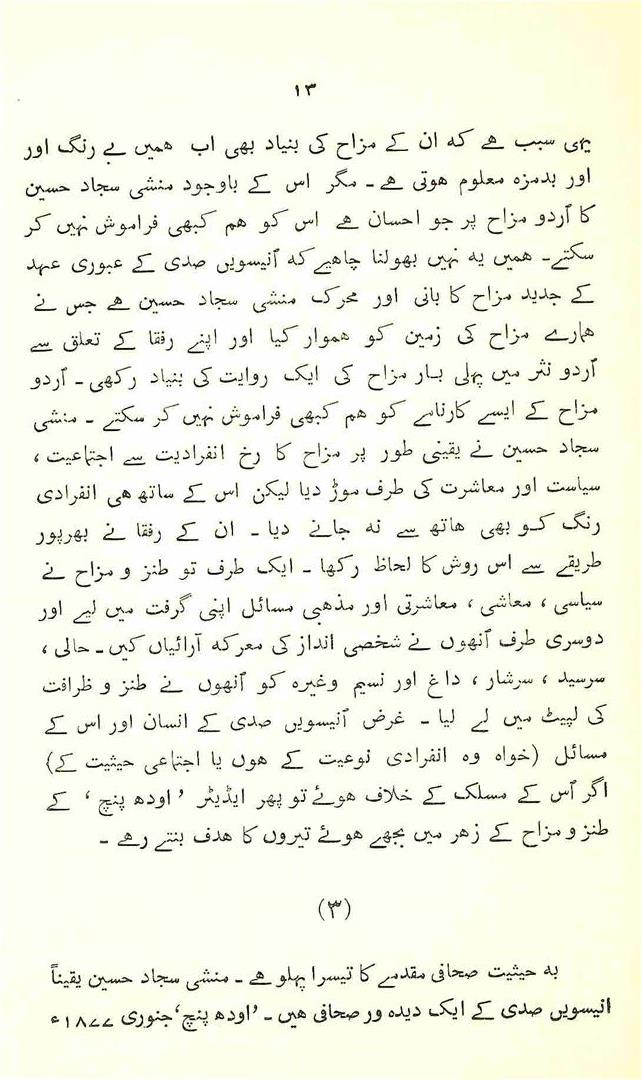 ۱۳
یہی سبب ہے کہ ان کے مزاح کی بنیاد بھی اب ہمیں بے رنگ اور
اور بدمزہ معلوم ہوتی ہے ۔ مگر اس کے باوجود منشی سجاد حسین
کا اُردو مزاح پر جو احسان ہے اس کو ہم کبھی فراموش نہیں کر
سکتے۔ ہمیں یہ نہیں بھولنا چاہیے کہ اُنیسویں صدی کے عبوری عہد
کے جدید مزاح کا بانی اور محرک منشی سجاد حسین ہے جس نے
ہمارے مزاح کی زمین کو ہموار کیا اور اپنے رفقا کے تعلق سے
اُردو نثر میں پہلی بار مزاح کی ایک روایت کی بنیاد رکھی ۔ اُردو
مزاح کے ایسے کارنامے کو ہم کبھی فراموش نہیں کر سکتے ۔ منشی
سجاد حسین نے یقینی طور پر مزاح کا رخ انفرادیت سے اجتماعیت ،
سیاست اور معاشرت کی طرف موڑ دیا لیکن اس کے ساتھ ہی انفرادی
رنگ کو بھی ہاتھ سے نہ جانے دیا ۔ ان کے رفقا نے بھرپور
طریقے سے اس روش کا لحاظ رکھا ۔ ایک طرف تو طنز و مزاح نے
سیاسی ، معاشی ، معاشرتی اور مذہبی مسائل اپنی گرفت میں لیے اور
دوسری طرف اُنھوں نے شخصی انداز کی معرکہ آرائیاں کیں ۔ حالی ،
سرسید ، سرشار ، داغ اور نسیم وغیرہ کو اُنھوں نے طنز و ظرافت
کی لپیٹ میں لے لیا ۔ غرض اُنیسویں صدی کے انسان اور اس کے
مسائل (خواہ وہ انفرادی نوعیت کے ہوں یا اجتماعی حیثیت کے)
اگر اُس کے مسلک کے خلاف ہوئے تو پھر ایڈیٹر ’اودھ پنچ‘ کے
طنز و مزاح کے زہر میں بجھے ہوئے تیروں کا ہدف بنتے رہے ۔
(۳)
بہ حیثیت صحافی مقدمے کا تیسرا پہلو ہے ۔ منشی سجاد حسین یقیناً
اُنیسویں صدی کے ایک دیدہ ور صحافی ہیں ۔ ’اودھ پنچ‘ جنوری ۱۸۷۷ء